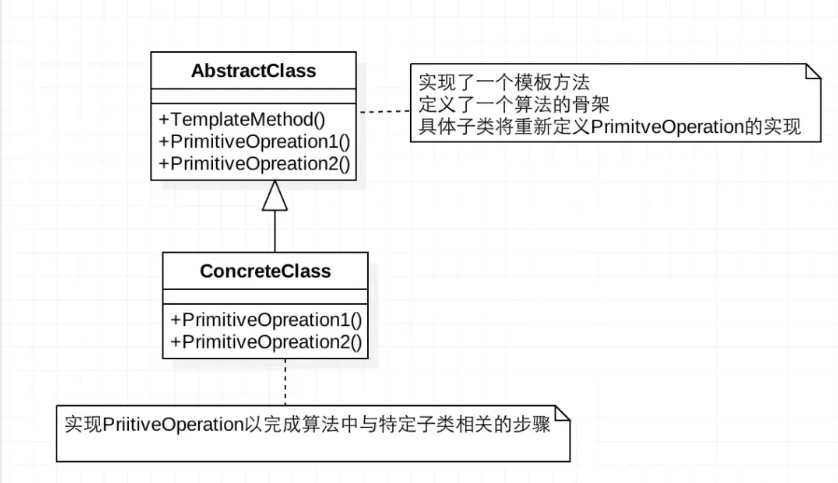 AbstractClass
+TemplateMethod()
+PrimitiveOpreation1()
+PrimitiveOpreation2()
实现了一个模板方法
定义了一个算法的骨架
具体子类将重新定义PrimitveOperation的实现
ConcreteClass
+PrimitiveOpreation1()
+PrimitiveOpreation2()
实现PriitiveOperation以完成算法中与特定子类相关的步骤